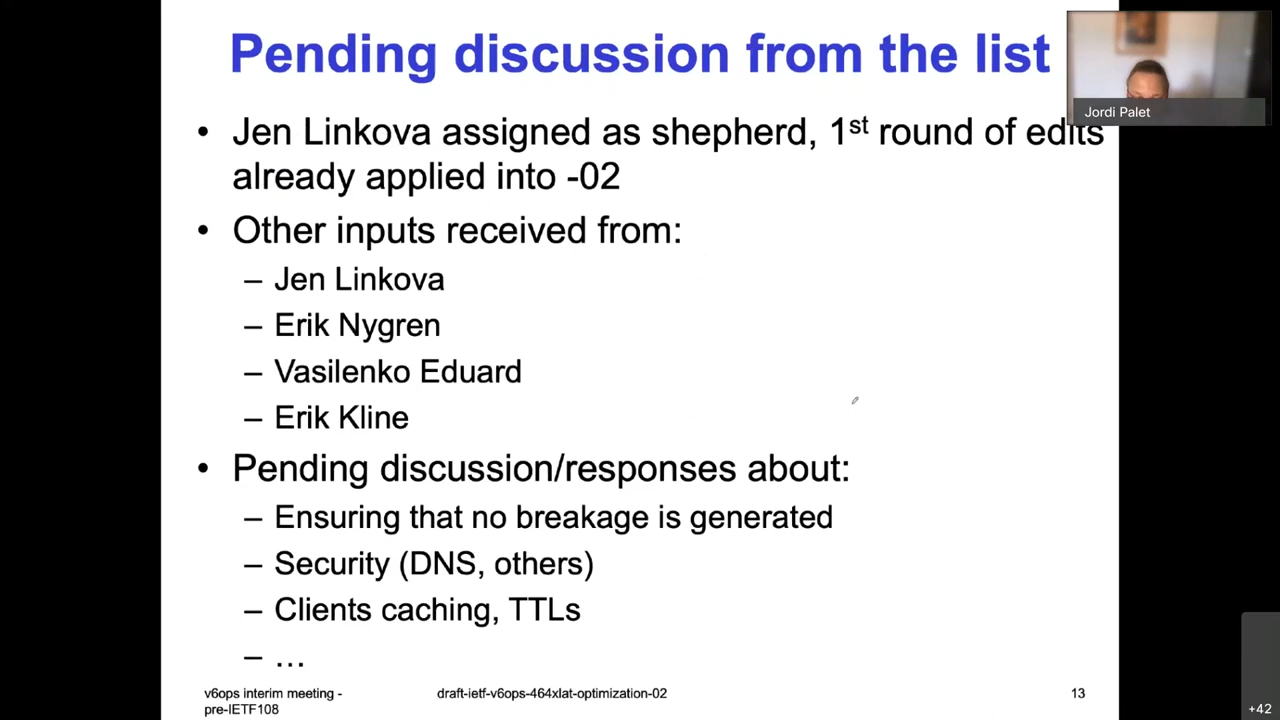 Pending discussion from the list
Jordi Palet
• Jen Linkova assigned as shepherd, 1st round of edits
already applied into -02
• Other inputs received from:
– Jen Linkova
– Erik Nygren
– Vasilenko Eduard
– Erik Kline
• Pending discussion/responses about:
– Ensuring that no breakage is generated
– Security (DNS, others)
– Clients caching, TTLs
– …
v6ops interim meeting -
pre-IETF108
draft-ietf-v6ops-464xlat-optimization-02
13
+42